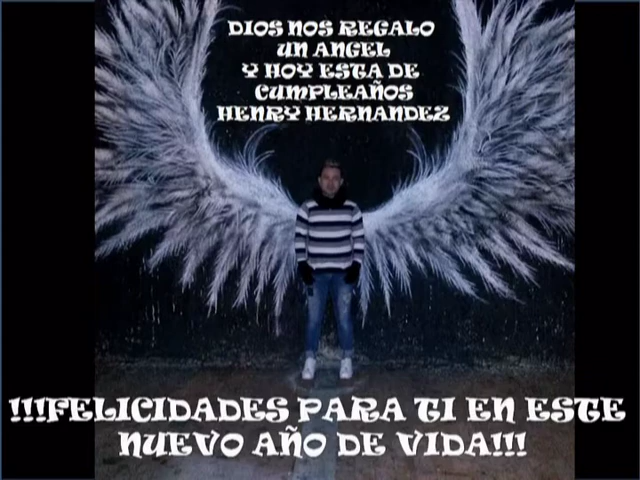 DIOS NOS REGALO
UN ANGEL
Y HOY ESTA DE
CUMPLEAÑOS
HENRY HERNANDEZ
!!!FELICIDADES PARA TI EN ESTE
NUEVO AÑO DE VIDA!!!